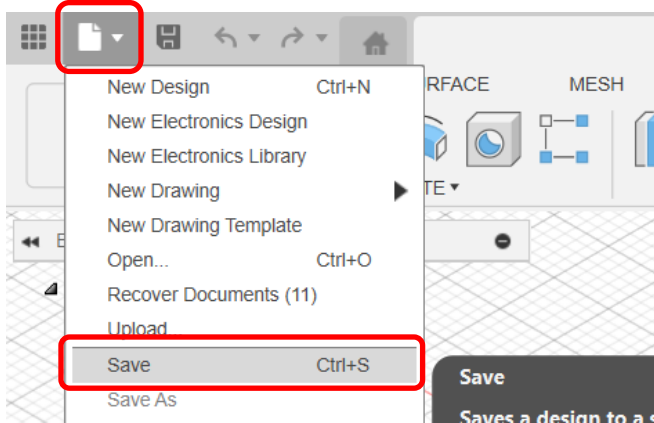 New Design Ctrl+N
RFACE MESH
New Electronics Design
New Electronics Library
New Drawing
TE
New Drawing Template
Open... Ctrl+O
Recover Documents (11)
Upload
Save Ctrl+S
Save
Save As
Saves a design to a s